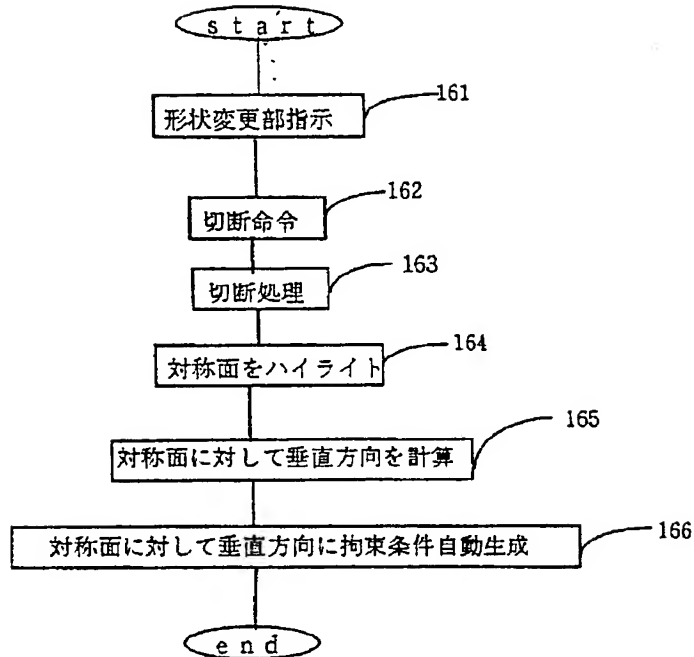 start
161
形状変更部指示
162
切断命令
163
切断処理
164
対称面をハイライト
165
対称面に対して垂直方向を計算
166
対称面に対して垂直方向に拘束条件自動生成
end